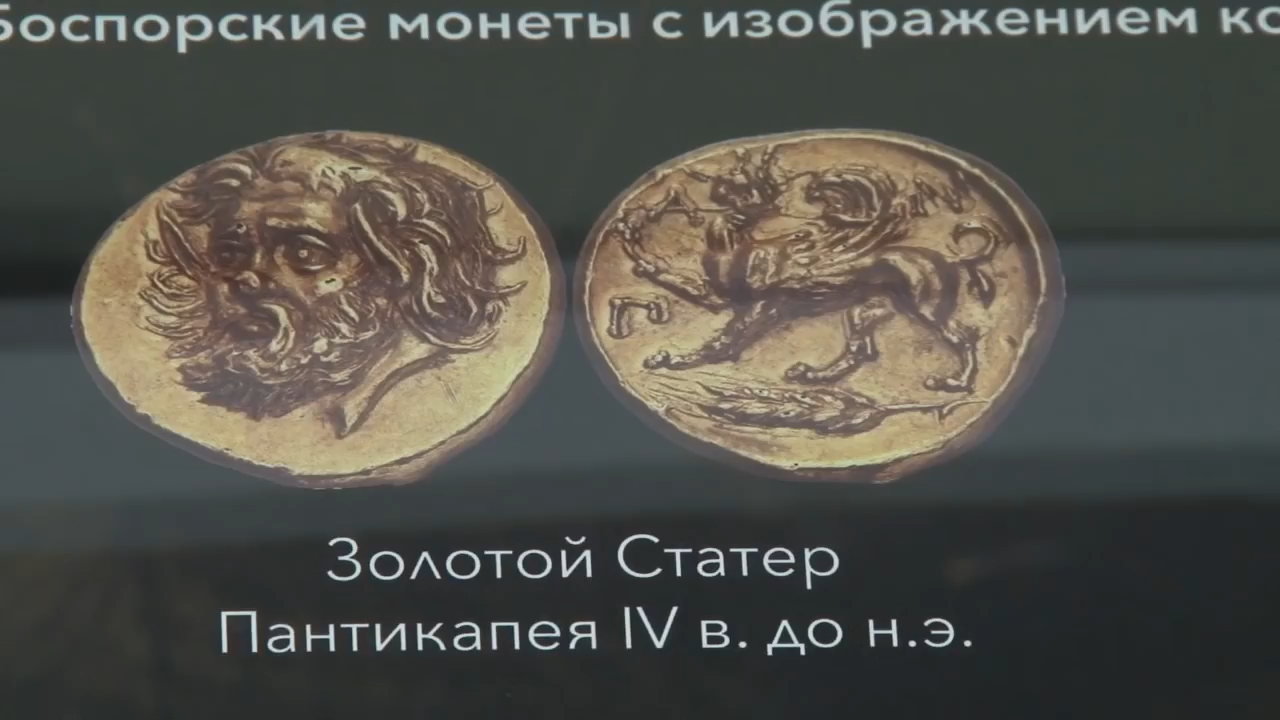 Боспорские монеты с изображением
Π Α Ν
Золотой Статер
Пантикапея IV в. до н.э.